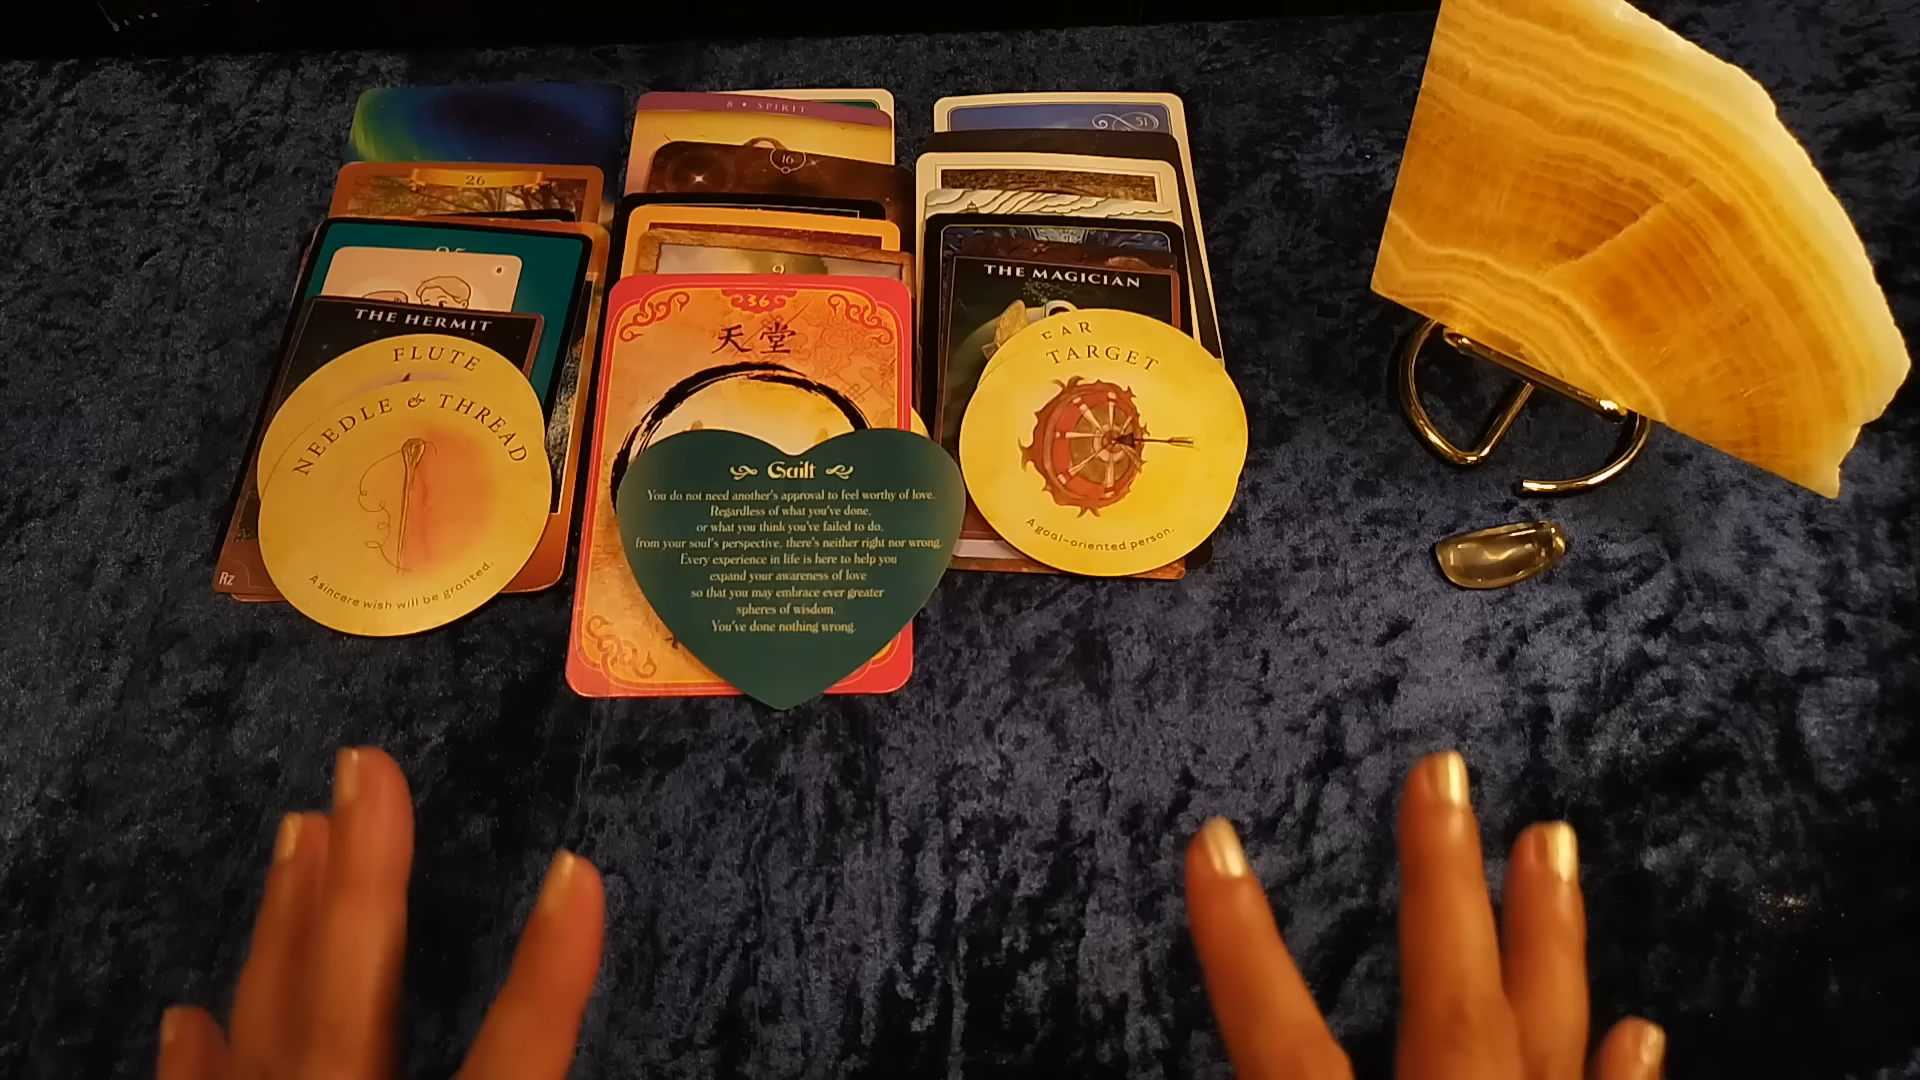 26
95
8
THE HERMIT
FLUTE
NEEDLE & THREAD
A sincere wish will be granted.
Rz
8 • SPIRIT
16
9
36
天堂
Guilt
You do not need another's approval to feel worthy of love.
Regardless of what you've done,
or what you think you've failed to do,
from your soul's perspective, there's neither right nor wrong.
Every experience in life is here to help you
expand your awareness of love
so that you may embrace ever greater
spheres of wisdom.
You've done nothing wrong.
51
THE MAGICIAN
EAR
TARGET
A goal-oriented person.